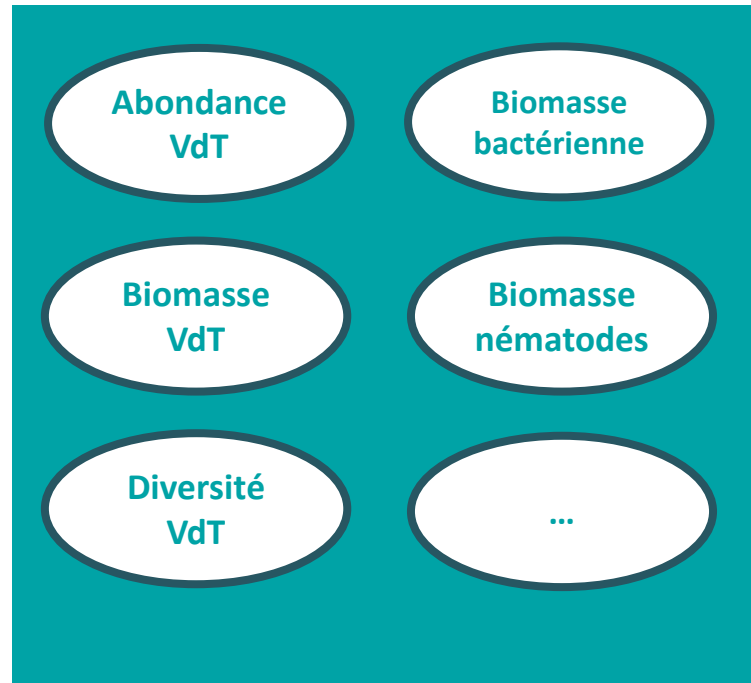 Abondance
VdT
Biomasse
bactérienne
Biomasse
VdT
Biomasse
nématodes
Diversité
VdT
...